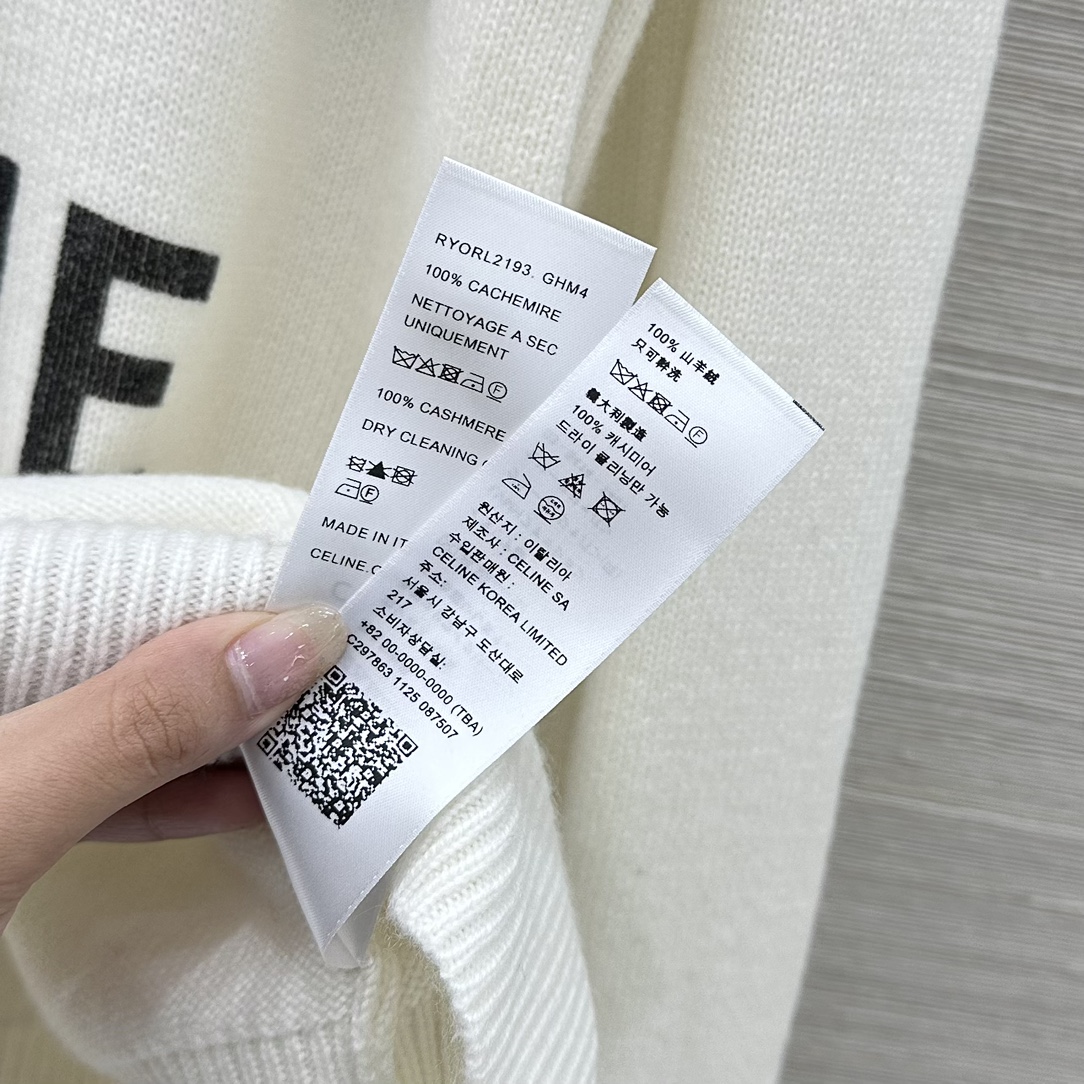 E
RYORL2193. GHM4
100% CACHEMIRE
NETTOYAGE A SEC
UNIQUEMENT
F
100% CASHMERE
DRY CLEANING
F
MADE IN IT
CELINE.C
100% 山羊絨
只可幹洗
F
義大利製造
100% 캐시미어
드라이 클리닝만 가능
원산지 : 이탈리아
제조사 : CELINE SA
수입판매원 :
CELINE KOREA LIMITED
주소:
서울시 강남구 도산대로
217
소비자상담실:
+82 00-0000-0000 (TBA)
C297863 1125 087507